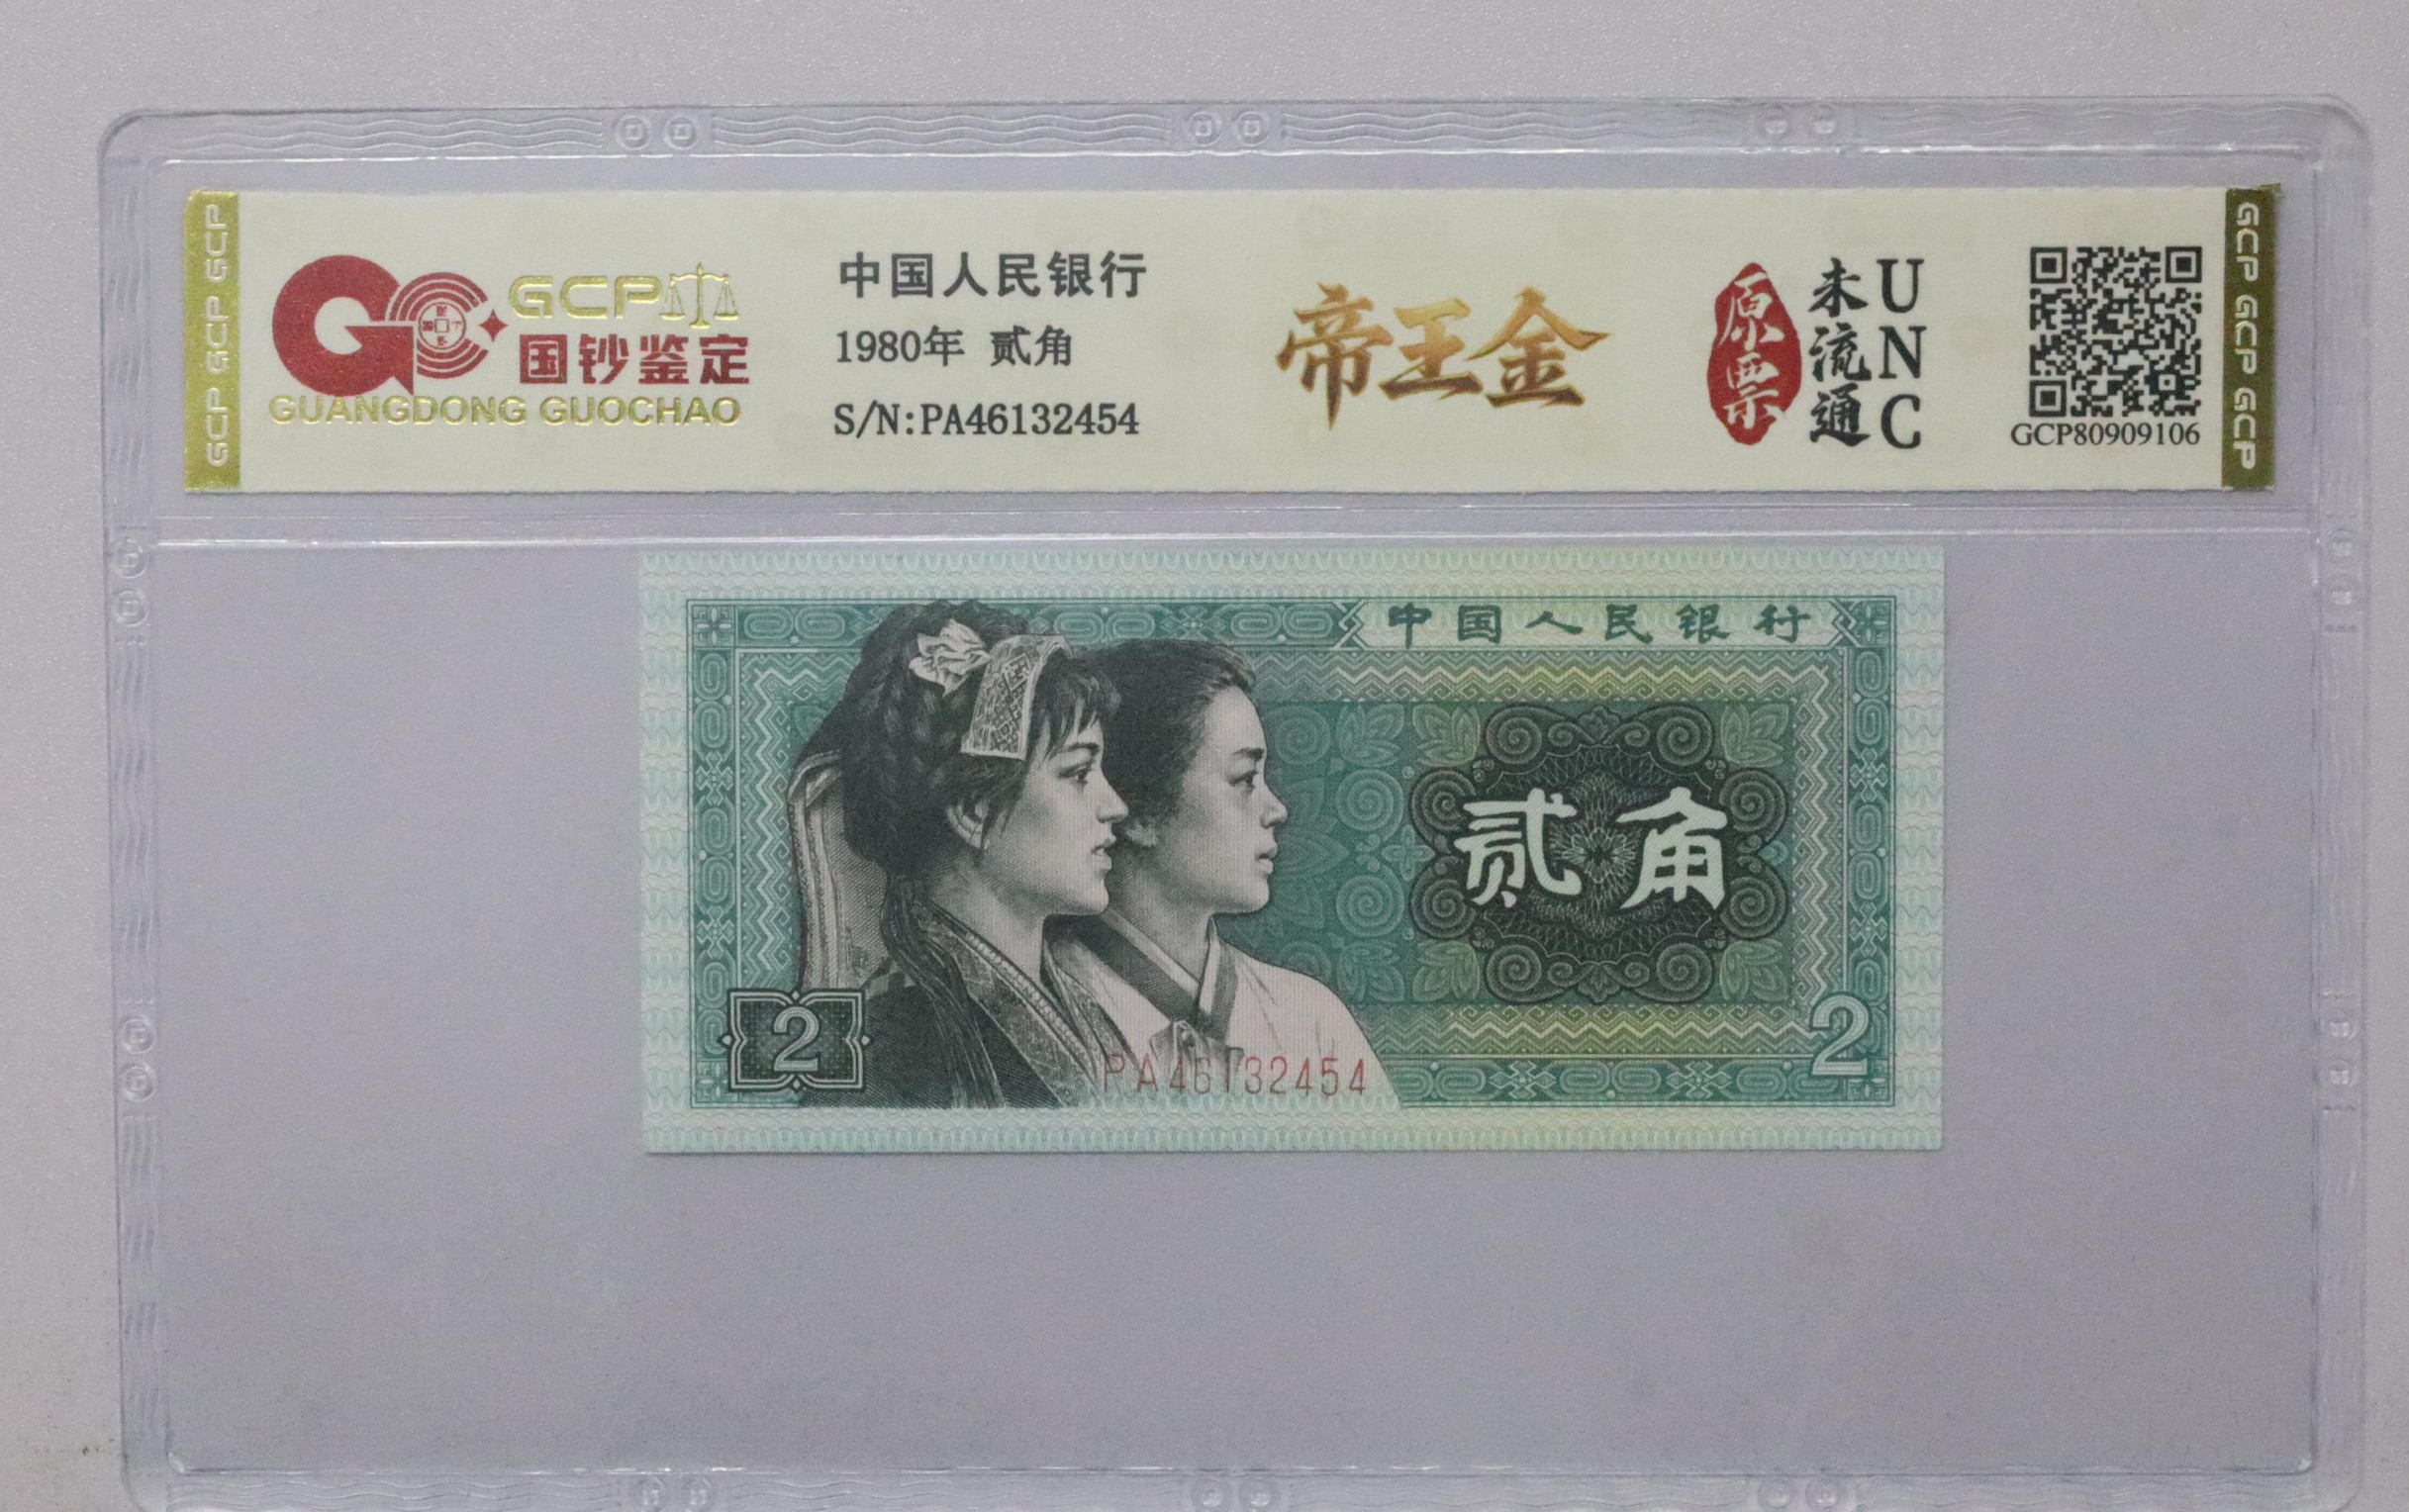 GCP GCP GCP
GCP
国钞鉴定
GUANGDONG GUOCHAO
中国人民银行
1980年 贰角
S/N:PA46132454
帝王金
原票
未流通
UNC
GCP80909106
GCP GCP GCP
中国人民银行
贰角
2
2
PA46132454